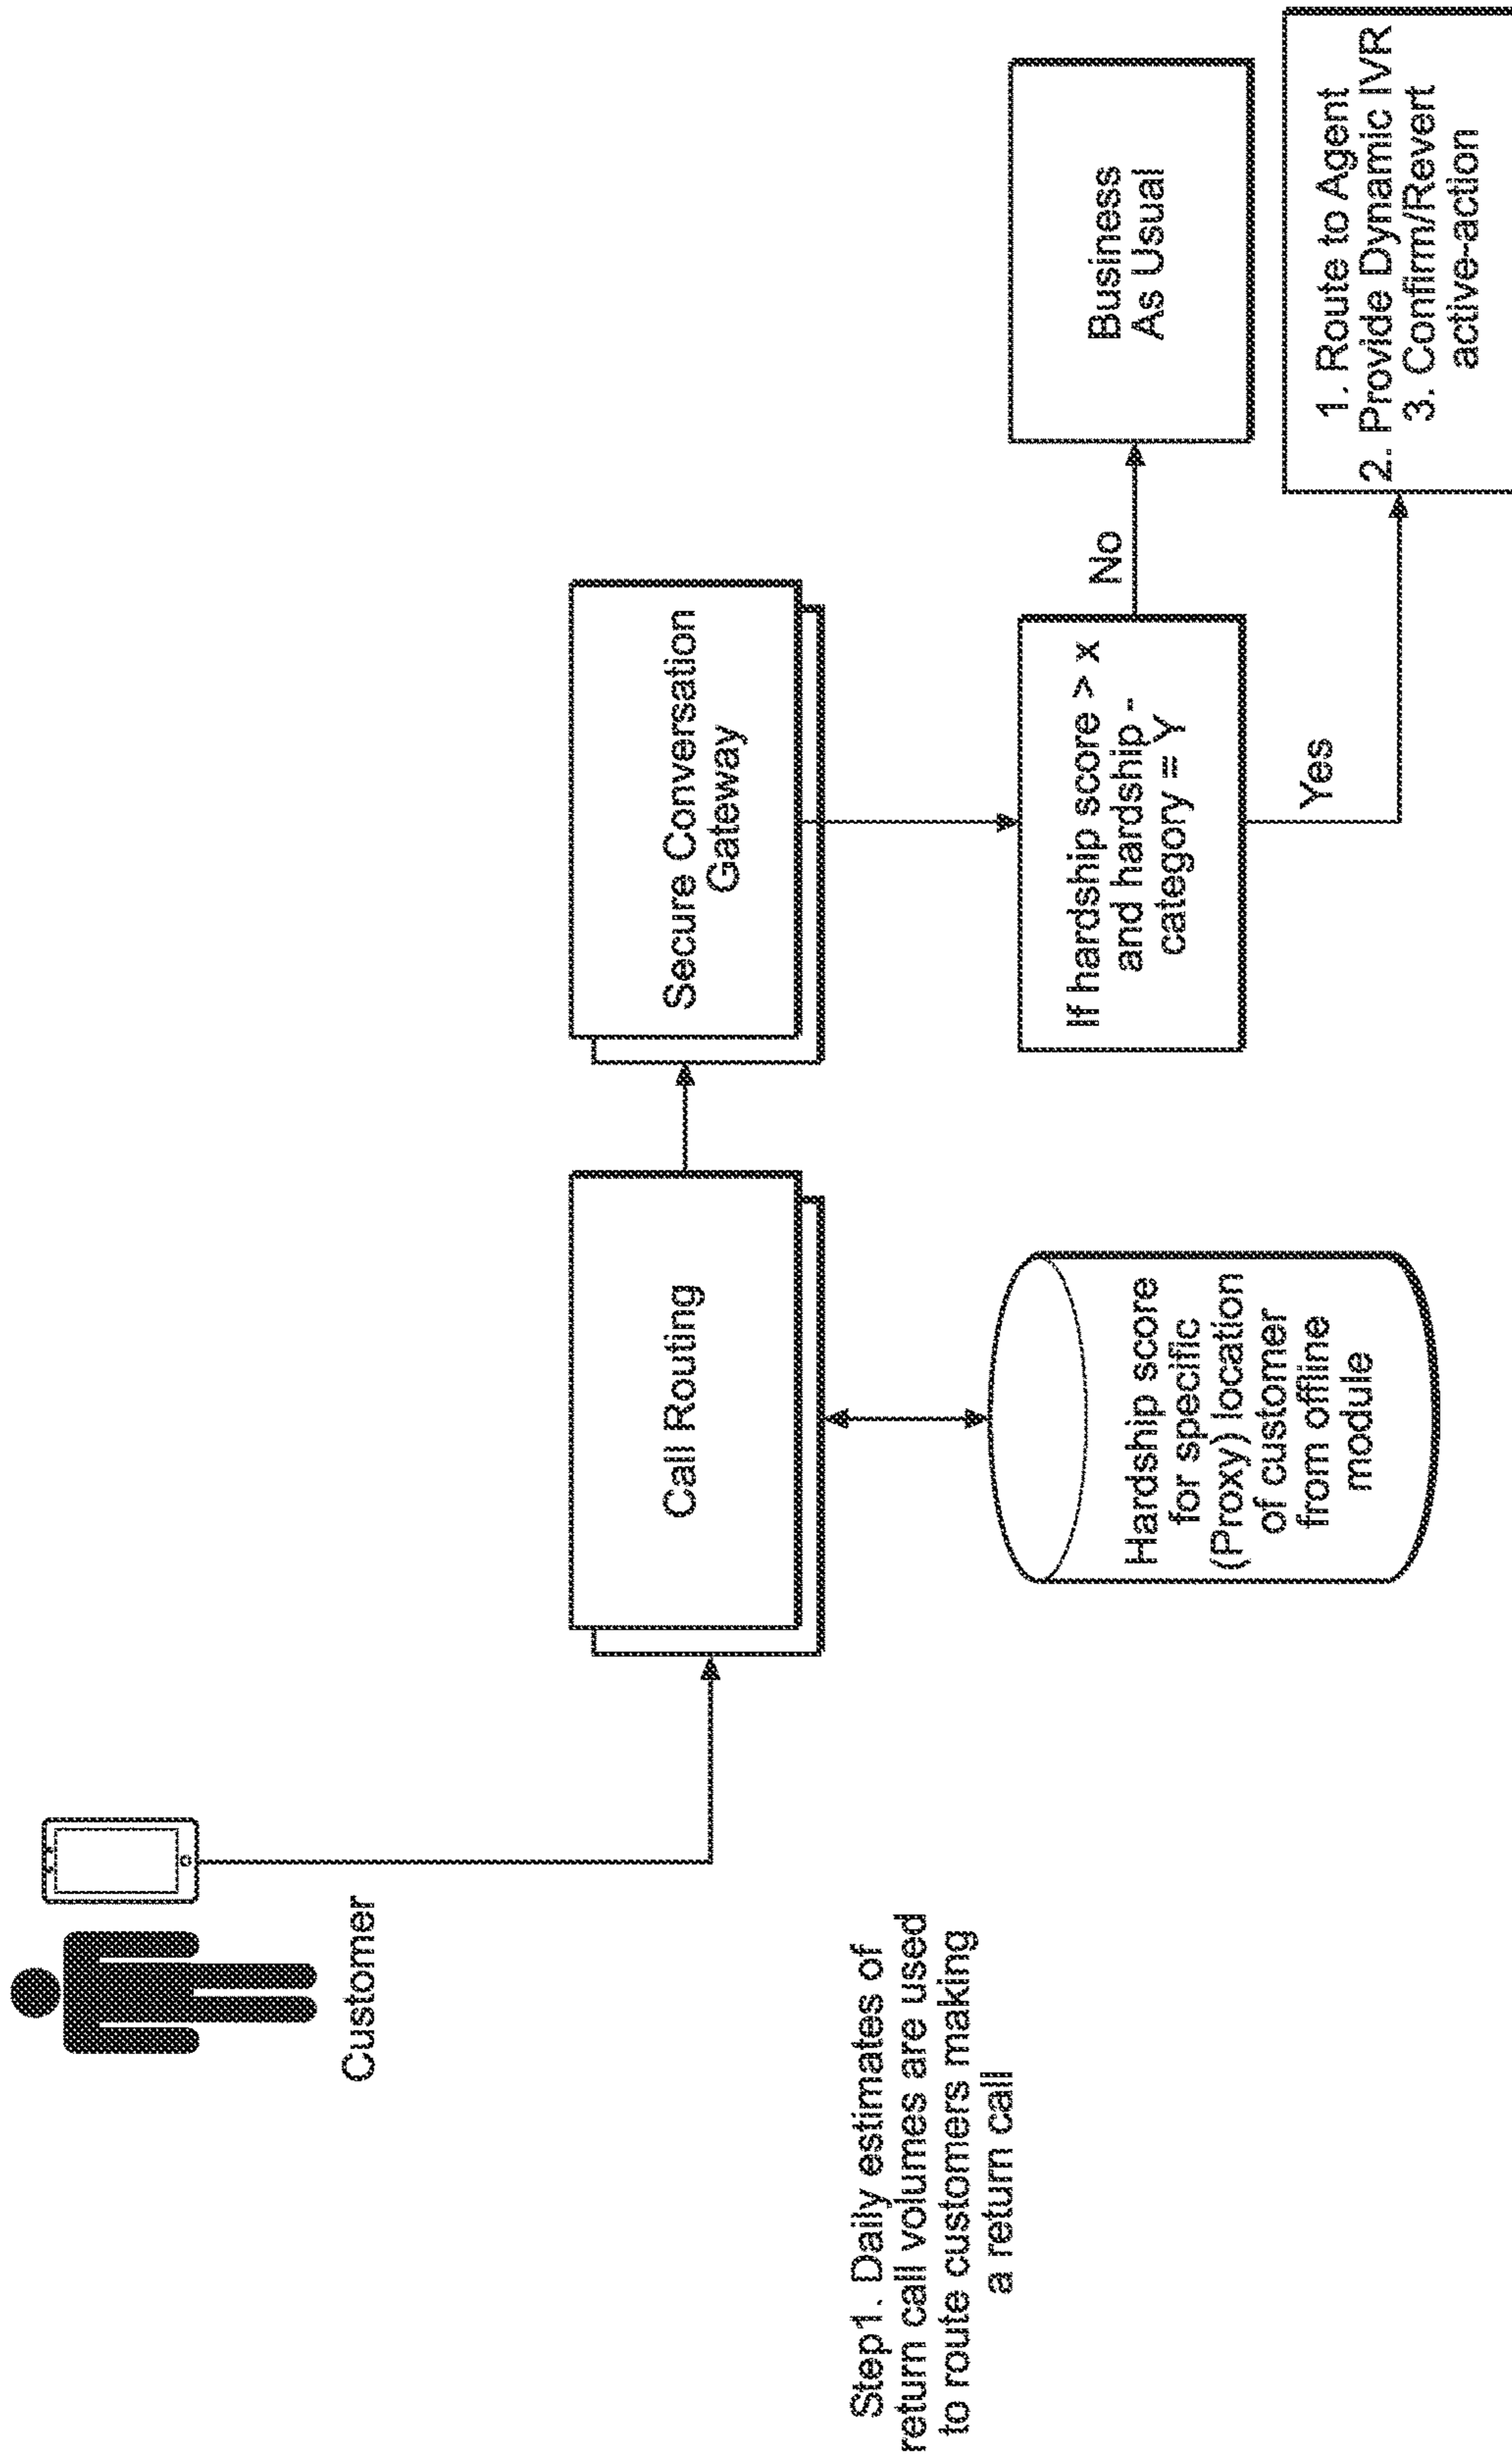 Customer
Step1. Daily estimates of
return call volumes are used
to route customers making
a return call
Call Routing
Hardship score
for specific
(Proxy) location
of customer
from offline
module
Secure Conversation
Gateway
If hardship score > x
and hardship -
category = Y
No
Yes
Business
As Usual
1. Route to Agent
2. Provide Dynamic IVR
3. Confirm/Revert
active-action